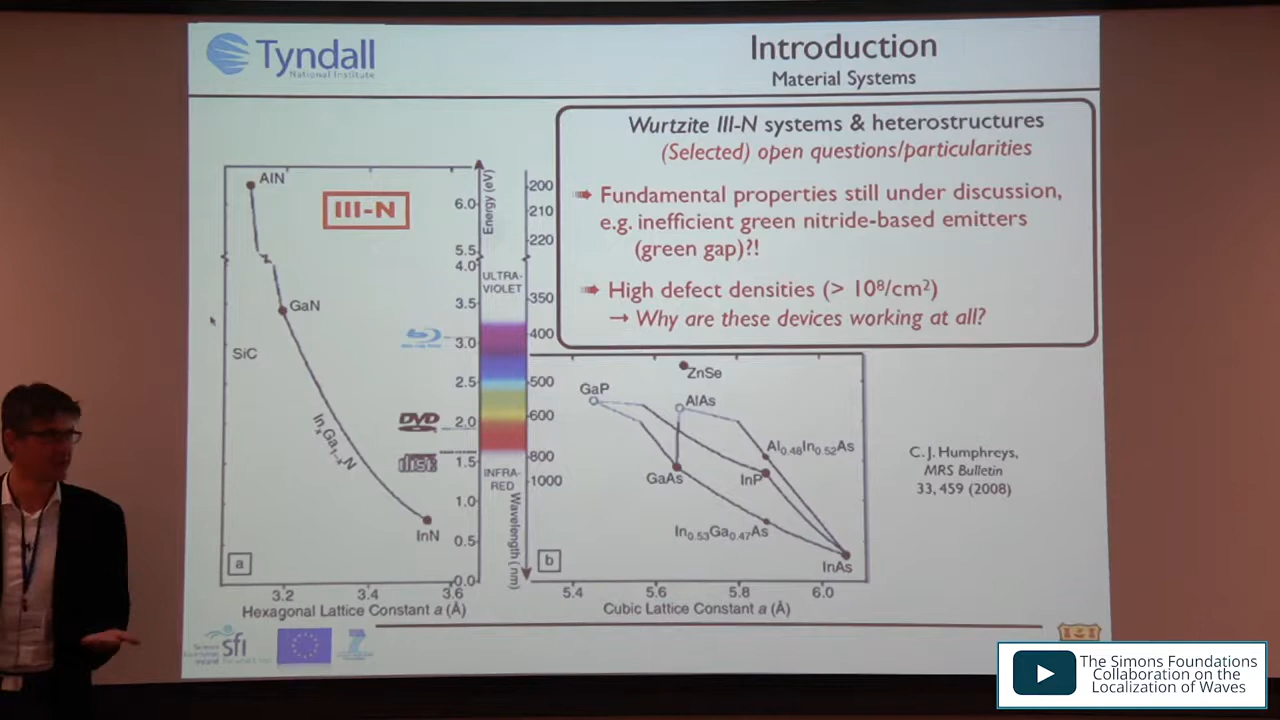 Tyndall
National Institute
Introduction
Material Systems
Wurtzite III-N systems & heterostructures
(Selected) open questions/particularities
Fundamental properties still under discussion,
e.g. inefficient green nitride-based emitters
(green gap)?!
High defect densities (> 10⁸/cm²)
→ Why are these devices working at all?
III-N
AlN
GaN
SiC
InₓGa₁₋ₓN
InN
a
3.2
3.4
3.6
Hexagonal Lattice Constant a (Å)
Energy (eV)
6.0
5.5
4.0
3.5
3.0
2.5
2.0
1.5
1.0
0.5
0.0
ULTRA-
VIOLET
INFRA-
RED
DVD
disc
200
210
220
350
400
500
600
800
1000
Wavelength (nm)
ZnSe
GaP
AlAs
Al₀.₄₈In₀.₅₂As
GaAs
InP
In₀.₅₃Ga₀.₄₇As
InAs
b
5.4
5.6
5.8
6.0
Cubic Lattice Constant a (Å)
C. J. Humphreys,
MRS Bulletin
33, 459 (2008)
sfi
The Simons Foundations
Collaboration on the
Localization of Waves